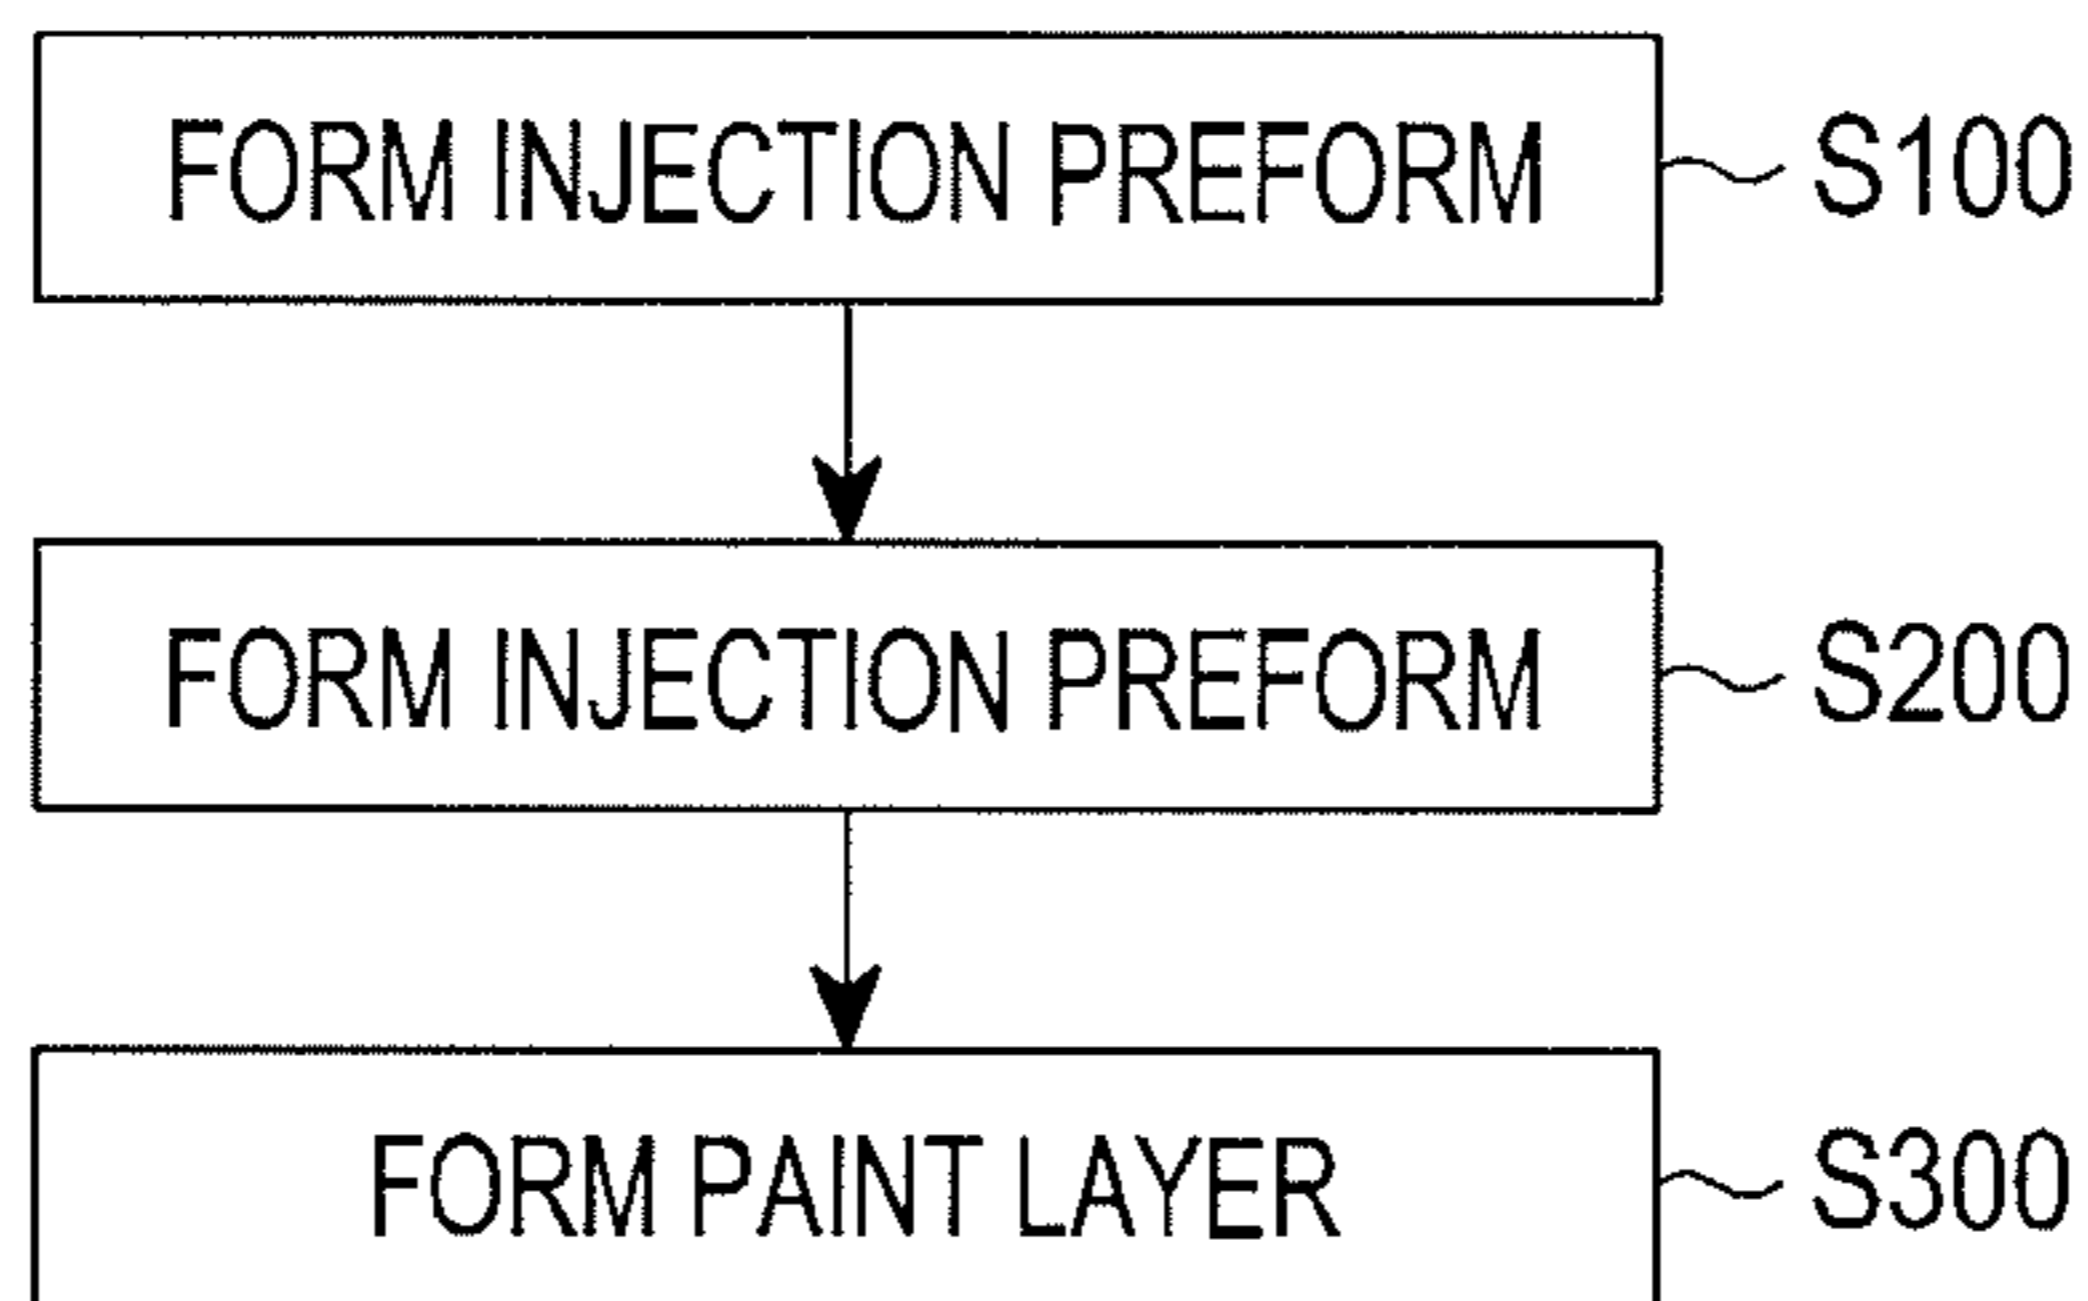 FORM INJECTION PREFORM S100
FORM INJECTION PREFORM S200
FORM PAINT LAYER S300